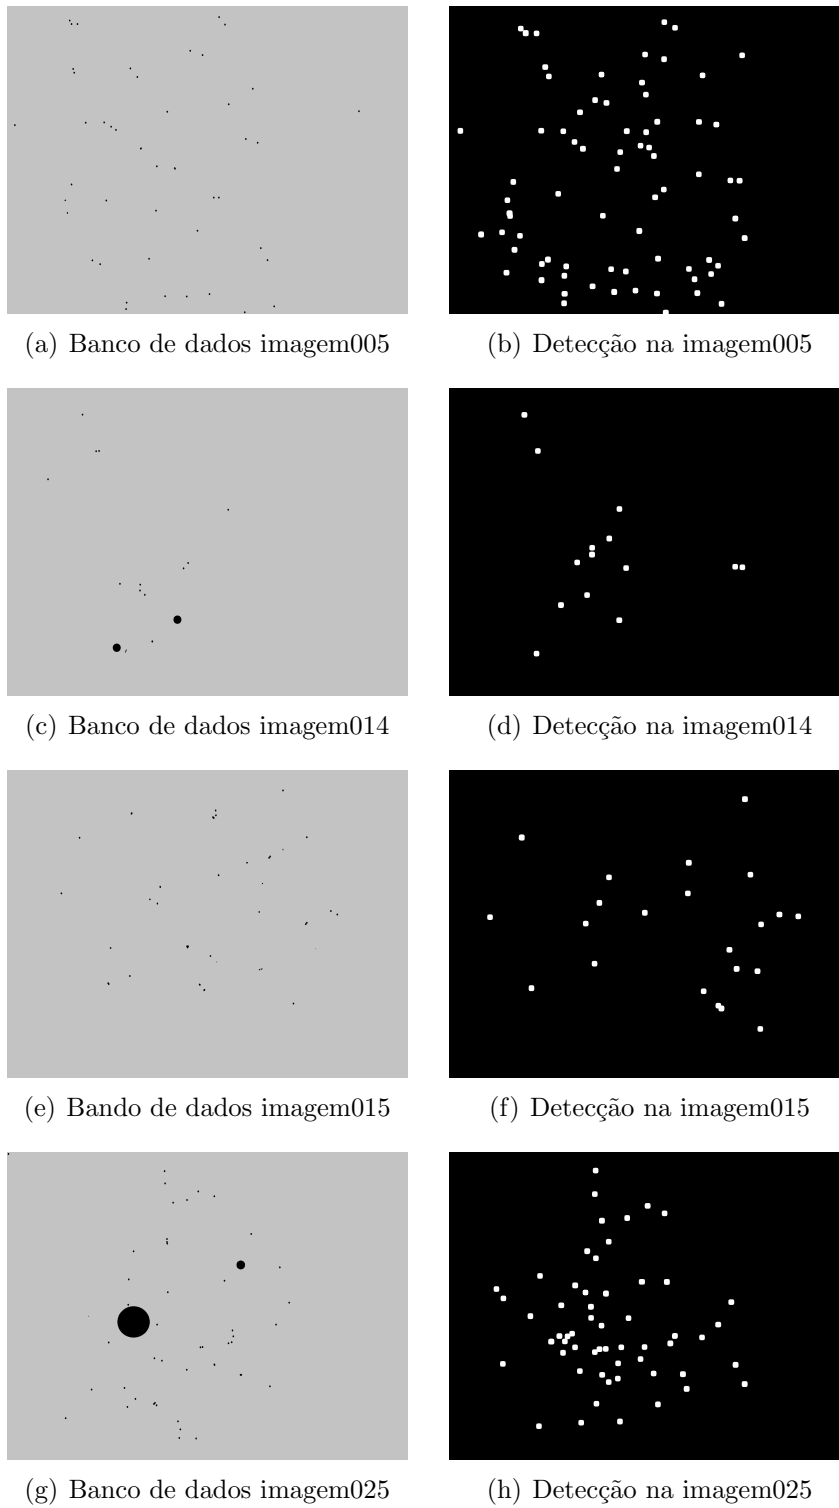 (a) Banco de dados imagem005
(b) Detecção na imagem005
(c) Banco de dados imagem014
(d) Detecção na imagem014
(e) Bando de dados imagem015
(f) Detecção na imagem015
(g) Banco de dados imagem025
(h) Detecção na imagem025